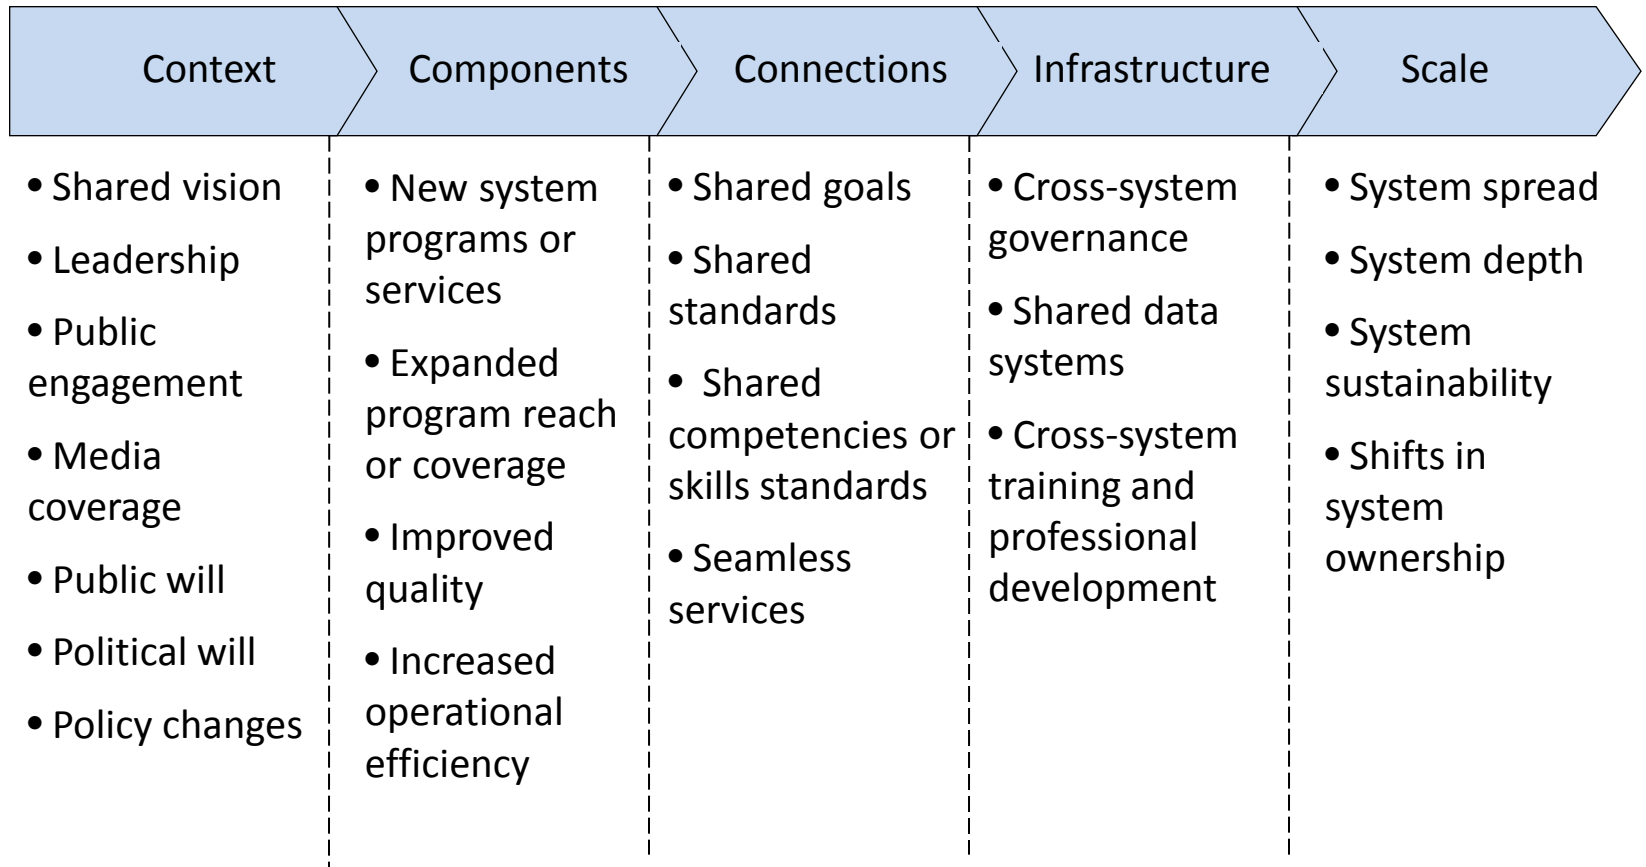 Context
Components
Connections
Infrastructure
Scale
• Shared vision
• Leadership
• Public
engagement
• Media
coverage
• Public will
• Political will
• Policy changes
• New system
programs or
services
• Expanded
program reach
or coverage
• Improved
quality
• Increased
operational
efficiency
• Shared goals
• Shared
standards
• Shared
competencies or
skills standards
• Seamless
services
• Cross-system
governance
• Shared data
systems
• Cross-system
training and
professional
development
• System spread
• System depth
• System
sustainability
• Shifts in
system
ownership